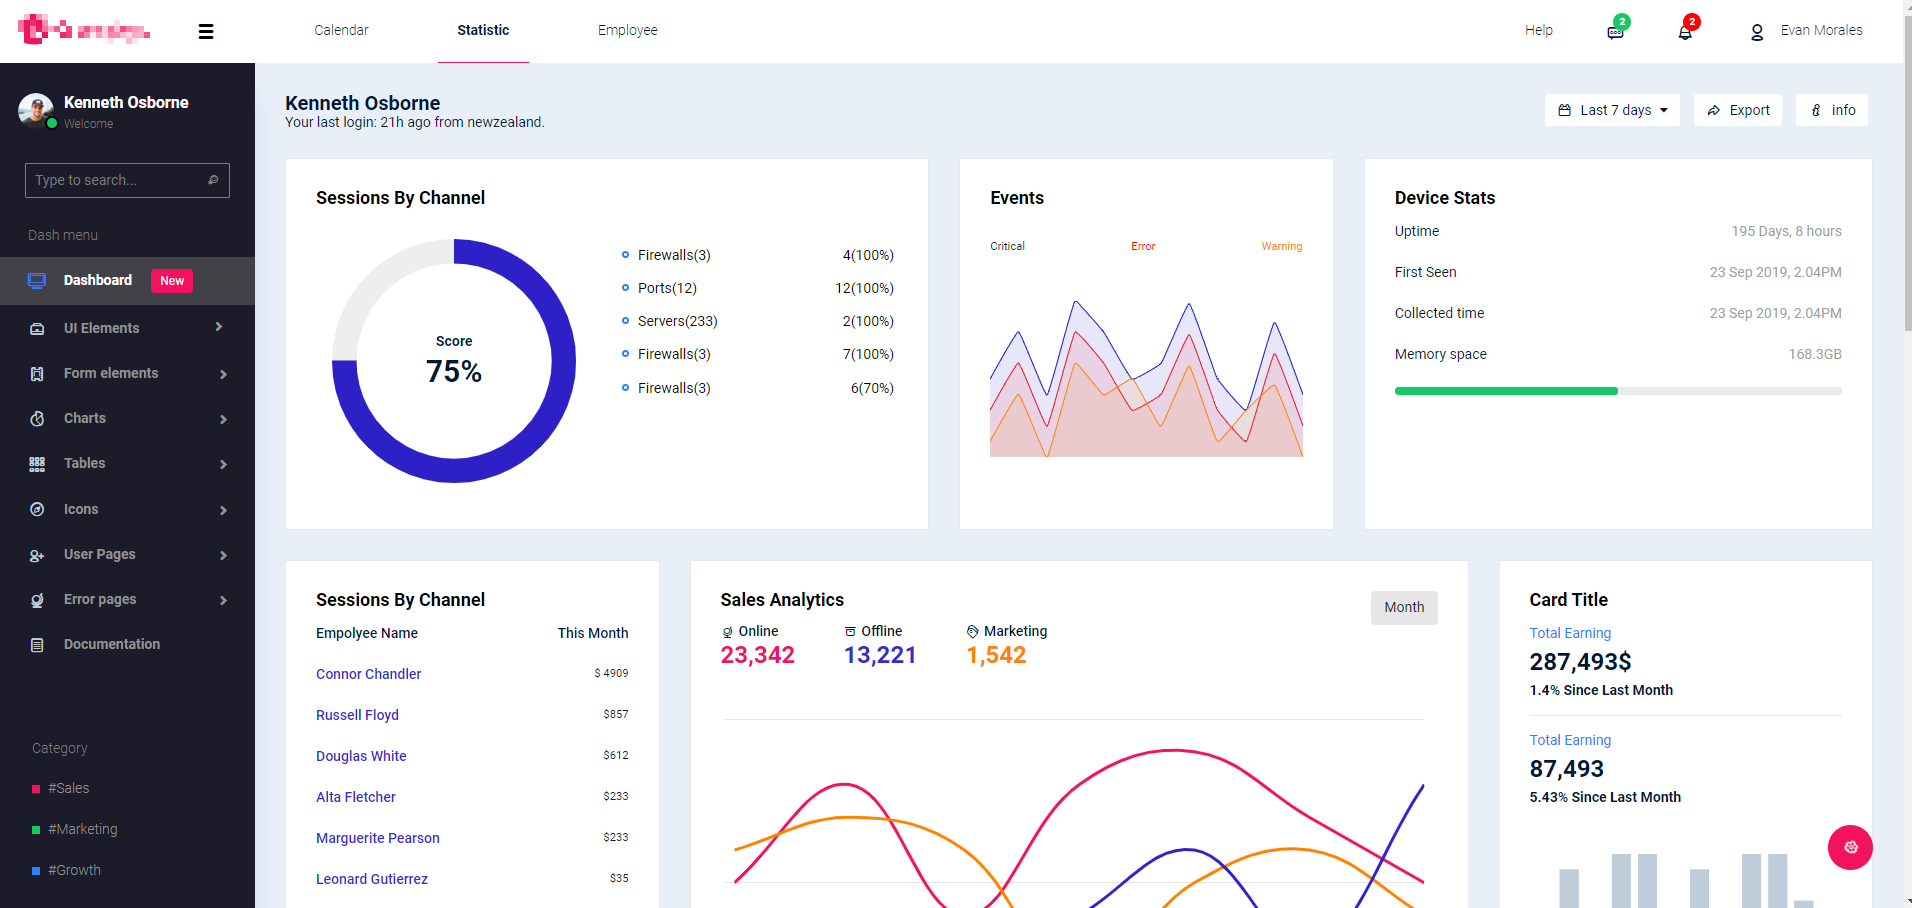 Calendar
Statistic
Employee
Help
2
2
Evan Morales
Kenneth Osborne
Welcome
Type to search...
Dash menu
Dashboard
New
UI Elements
Form elements
Charts
Tables
Icons
User Pages
Error pages
Documentation
Category
#Sales
#Marketing
#Growth
Kenneth Osborne
Your last login: 21h ago from newzealand.
Last 7 days
Export
info
Sessions By Channel
Score
75%
Firewalls(3) 4(100%)
Ports(12) 12(100%)
Servers(233) 2(100%)
Firewalls(3) 7(100%)
Firewalls(3) 6(70%)
Events
Critical Error Warning
Device Stats
Uptime 195 Days, 8 hours
First Seen 23 Sep 2019, 2.04PM
Collected time 23 Sep 2019, 2.04PM
Memory space 168.3GB
Sessions By Channel
Empolyee Name This Month
Connor Chandler $ 4909
Russell Floyd $857
Douglas White $612
Alta Fletcher $233
Marguerite Pearson $233
Leonard Gutierrez $35
Sales Analytics
Month
Online Offline Marketing
23,342 13,221 1,542
Card Title
Total Earning
287,493$
1.4% Since Last Month
Total Earning
87,493
5.43% Since Last Month